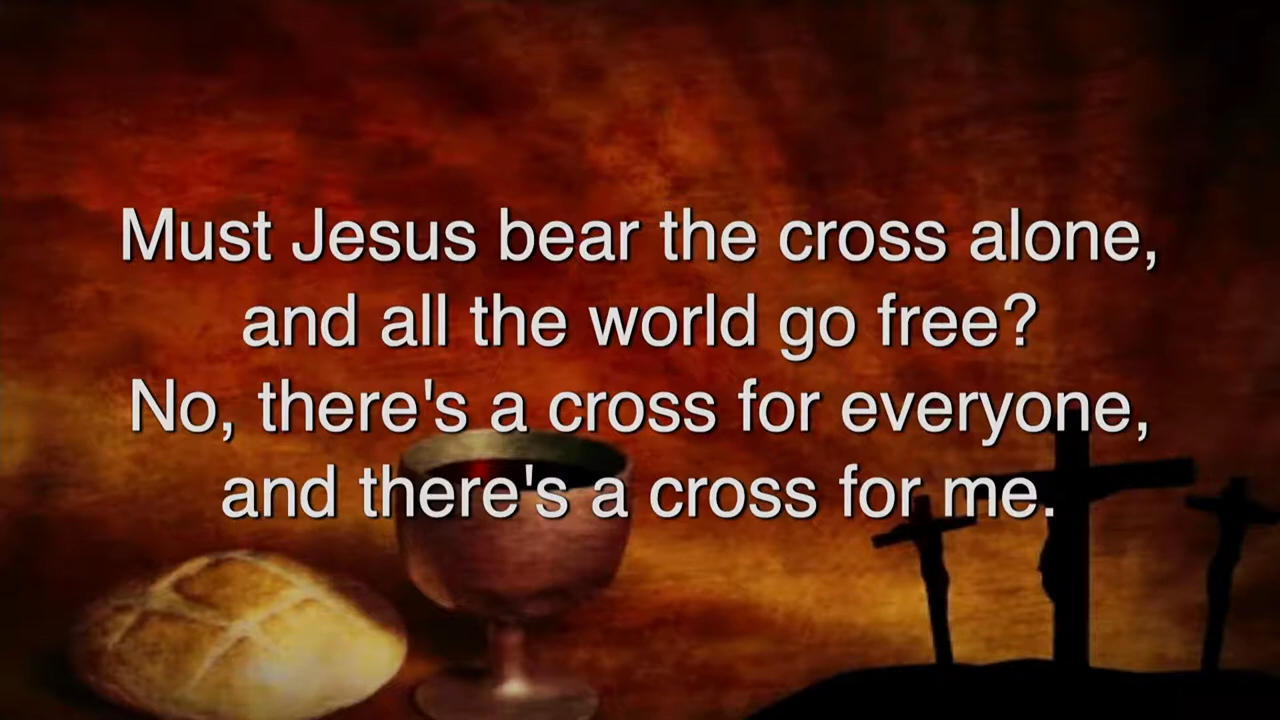 Must Jesus bear the cross alone,
and all the world go free?
No, there's a cross for everyone,
and there's a cross for me.